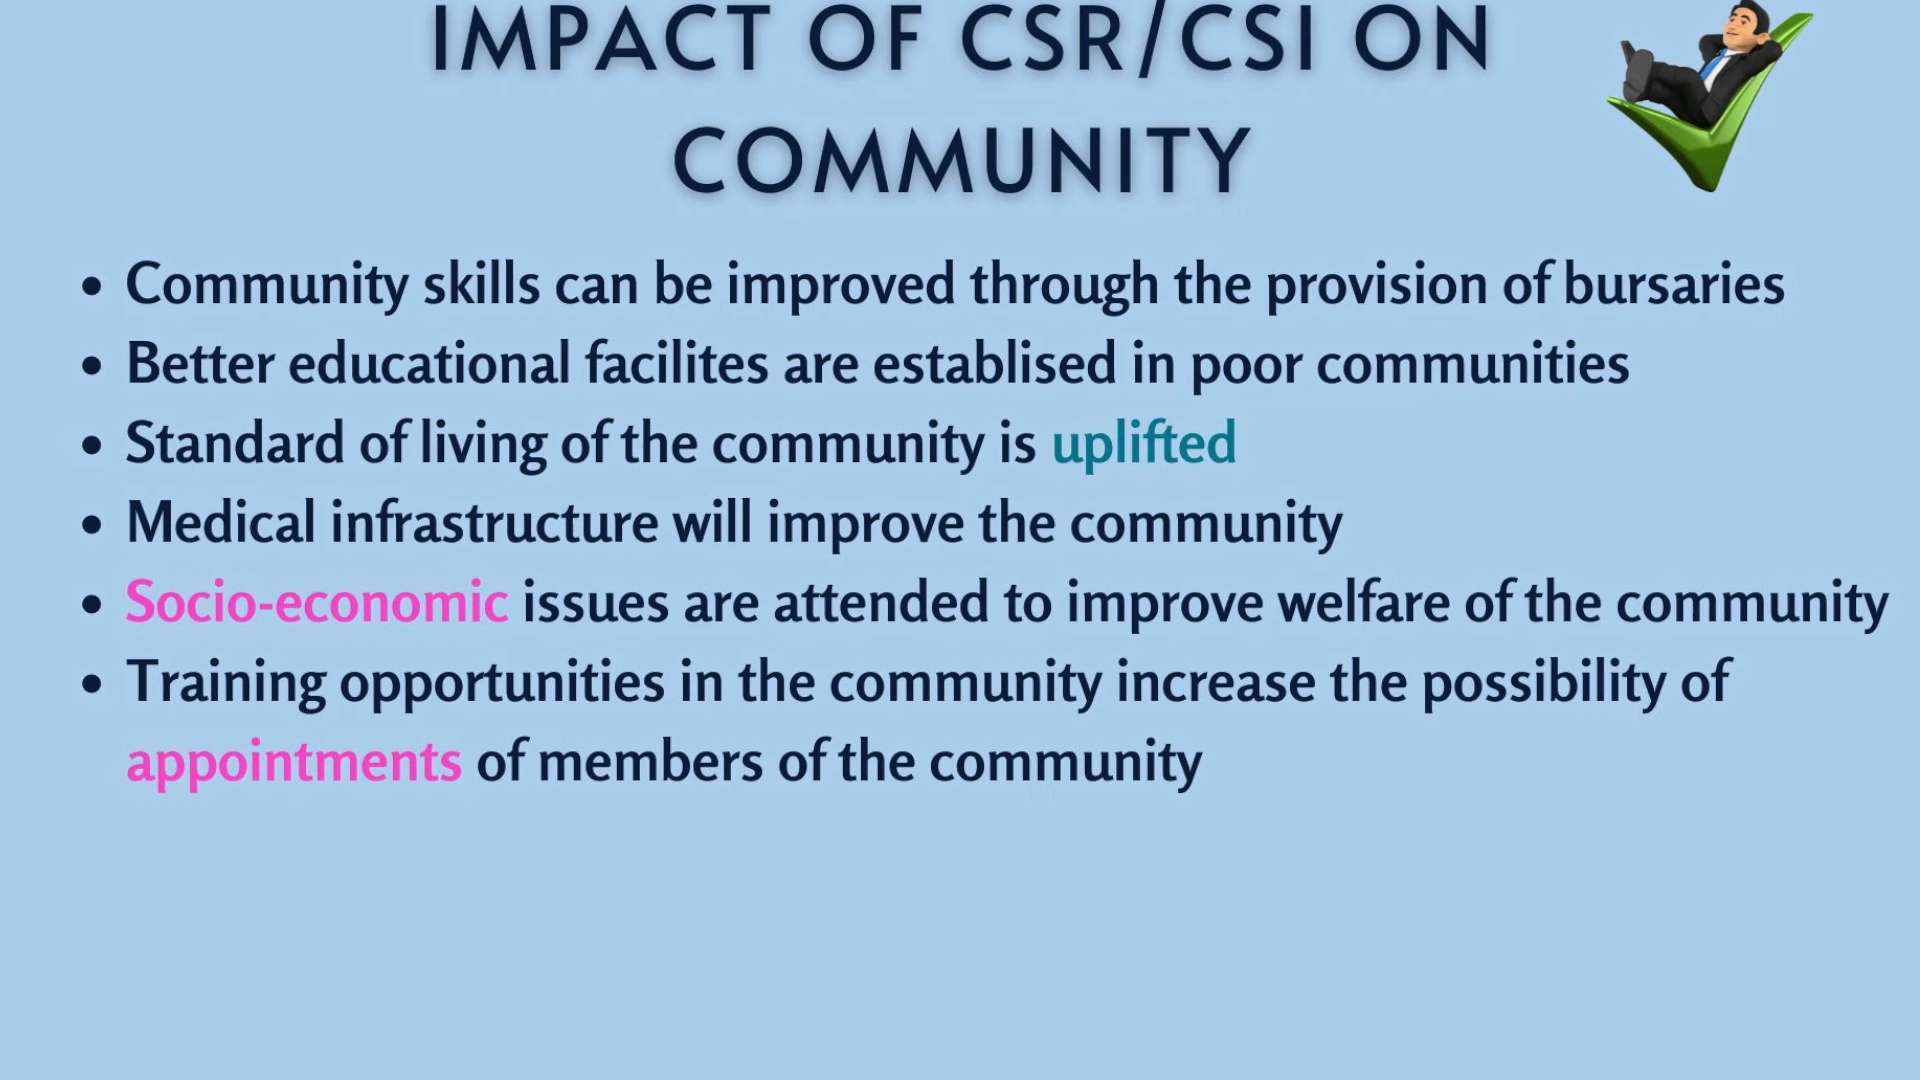 IMPACT OF CSR/CSI ON
COMMUNITY
• Community skills can be improved through the provision of bursaries
• Better educational facilites are establised in poor communities
• Standard of living of the community is uplifted
• Medical infrastructure will improve the community
• Socio-economic issues are attended to improve welfare of the community
• Training opportunities in the community increase the possibility of
appointments of members of the community